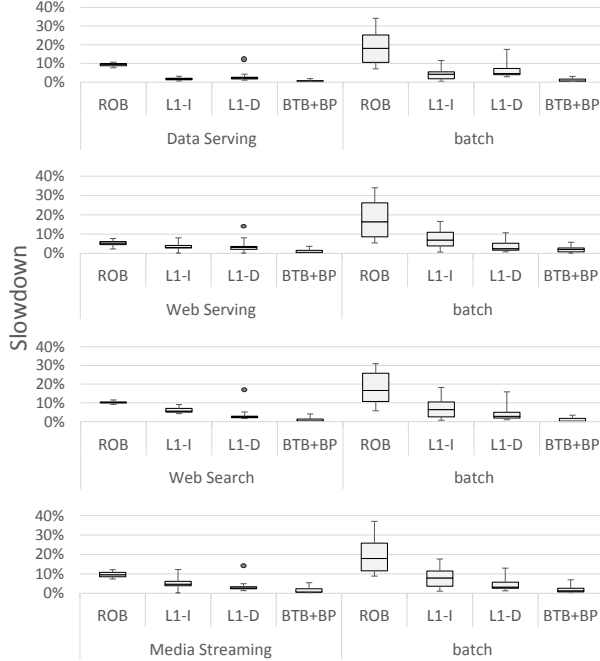 Slowdown
40%
30%
20%
10%
0%
ROB L1-I L1-D BTB+BP ROB L1-I L1-D BTB+BP
Data Serving batch
40%
30%
20%
10%
0%
ROB L1-I L1-D BTB+BP ROB L1-I L1-D BTB+BP
Web Serving batch
40%
30%
20%
10%
0%
ROB L1-I L1-D BTB+BP ROB L1-I L1-D BTB+BP
Web Search batch
40%
30%
20%
10%
0%
ROB L1-I L1-D BTB+BP ROB L1-I L1-D BTB+BP
Media Streaming batch